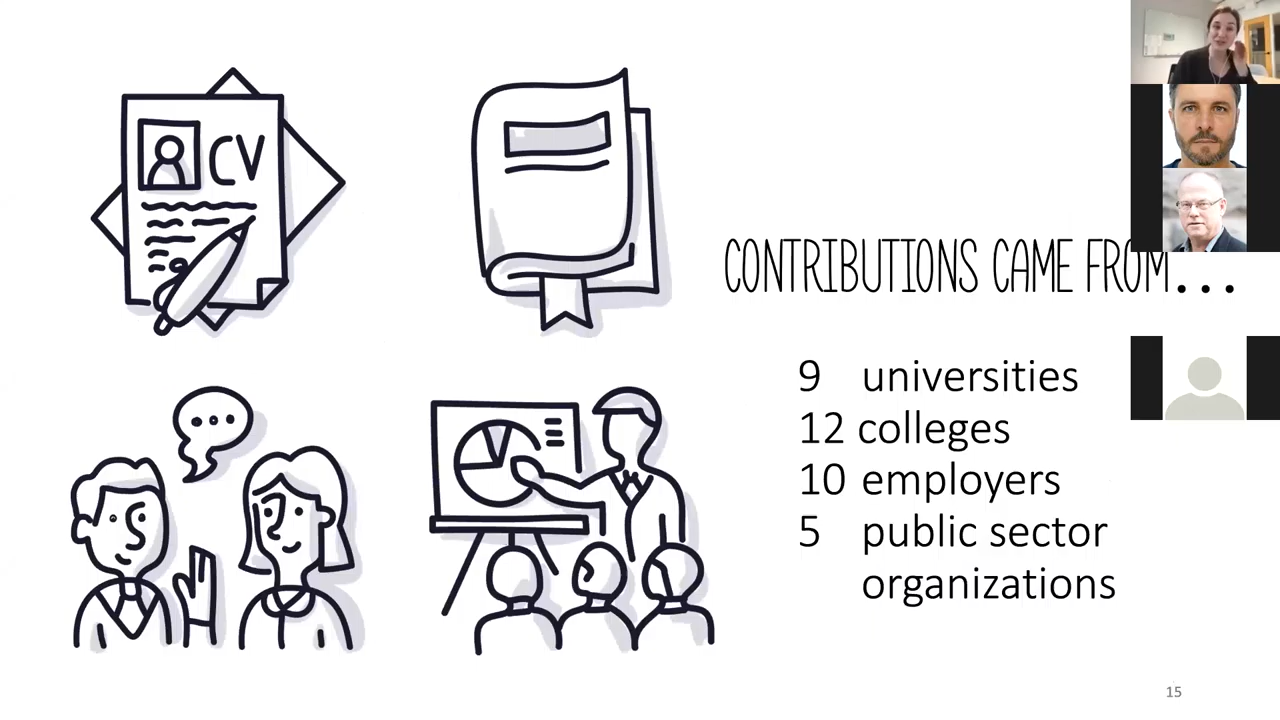 CV
CONTRIBUTIONS CAME FROM...
9 universities
12 colleges
10 employers
5 public sector
organizations
15